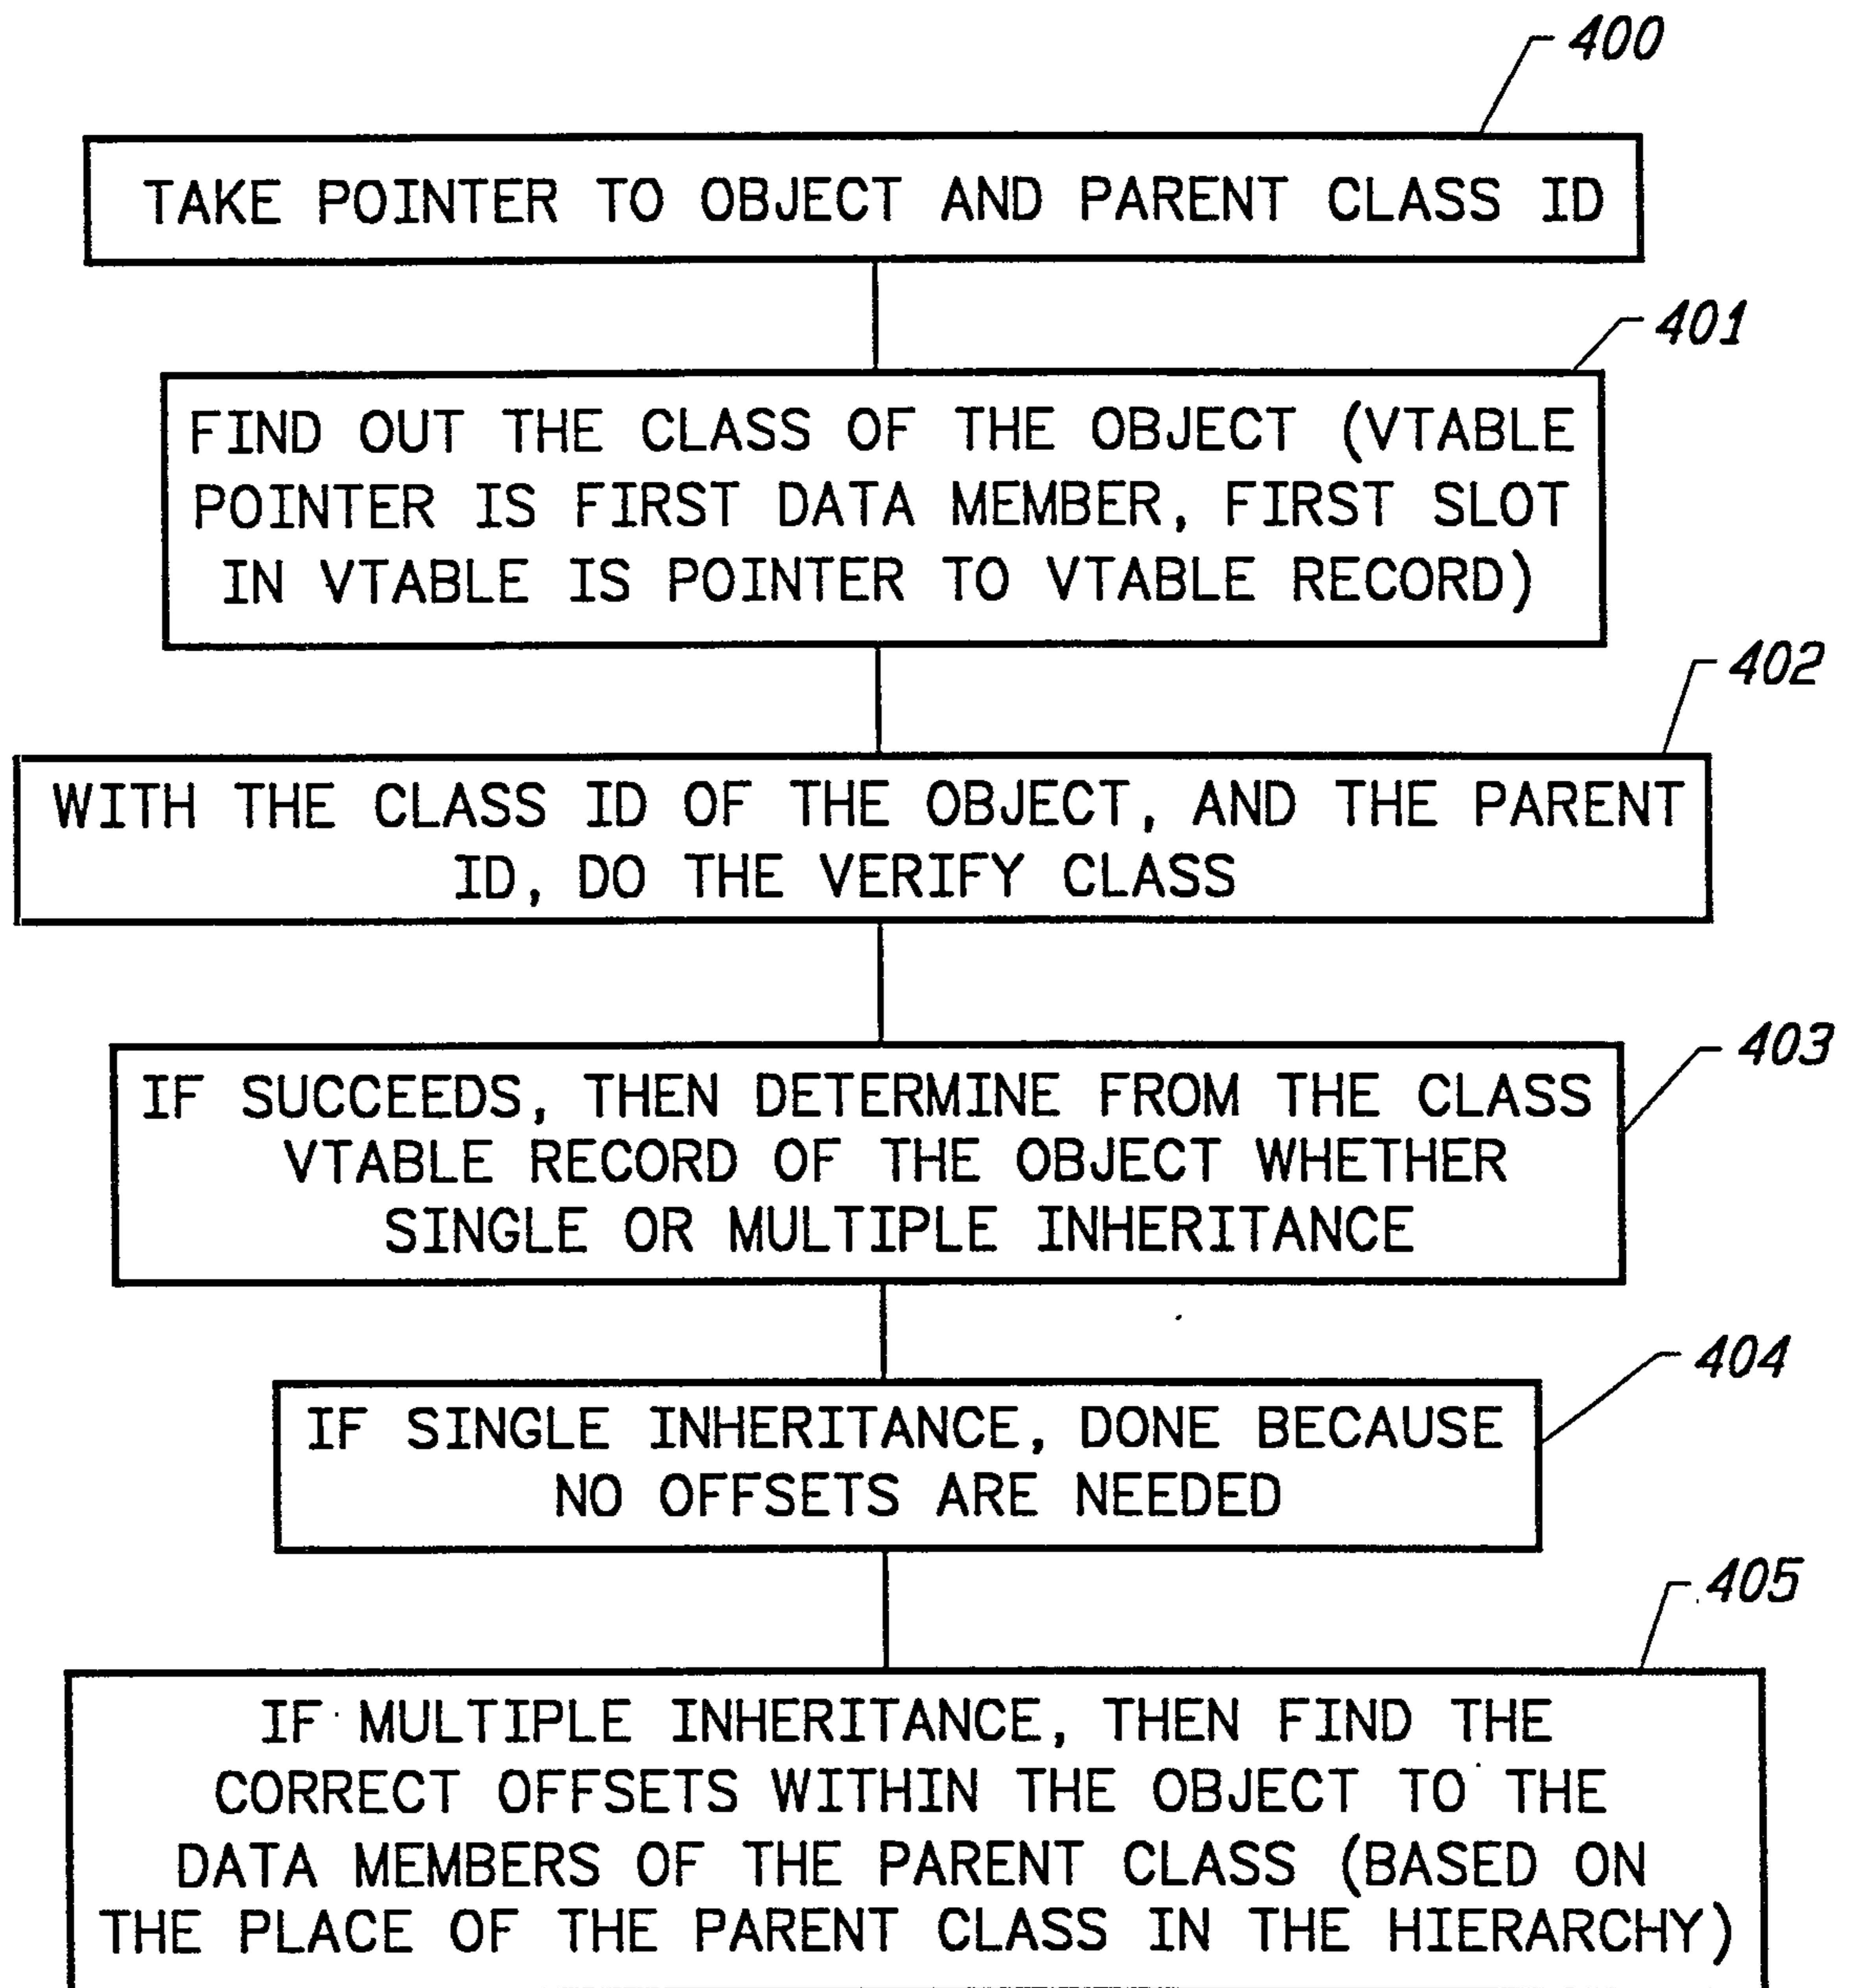 400
TAKE POINTER TO OBJECT AND PARENT CLASS ID
401
FIND OUT THE CLASS OF THE OBJECT (VTABLE
POINTER IS FIRST DATA MEMBER, FIRST SLOT
IN VTABLE IS POINTER TO VTABLE RECORD)
402
WITH THE CLASS ID OF THE OBJECT, AND THE PARENT
ID, DO THE VERIFY CLASS
403
IF SUCCEEDS, THEN DETERMINE FROM THE CLASS
VTABLE RECORD OF THE OBJECT WHETHER
SINGLE OR MULTIPLE INHERITANCE
404
IF SINGLE INHERITANCE, DONE BECAUSE
NO OFFSETS ARE NEEDED
405
IF MULTIPLE INHERITANCE, THEN FIND THE
CORRECT OFFSETS WITHIN THE OBJECT TO THE
DATA MEMBERS OF THE PARENT CLASS (BASED ON
THE PLACE OF THE PARENT CLASS IN THE HIERARCHY)